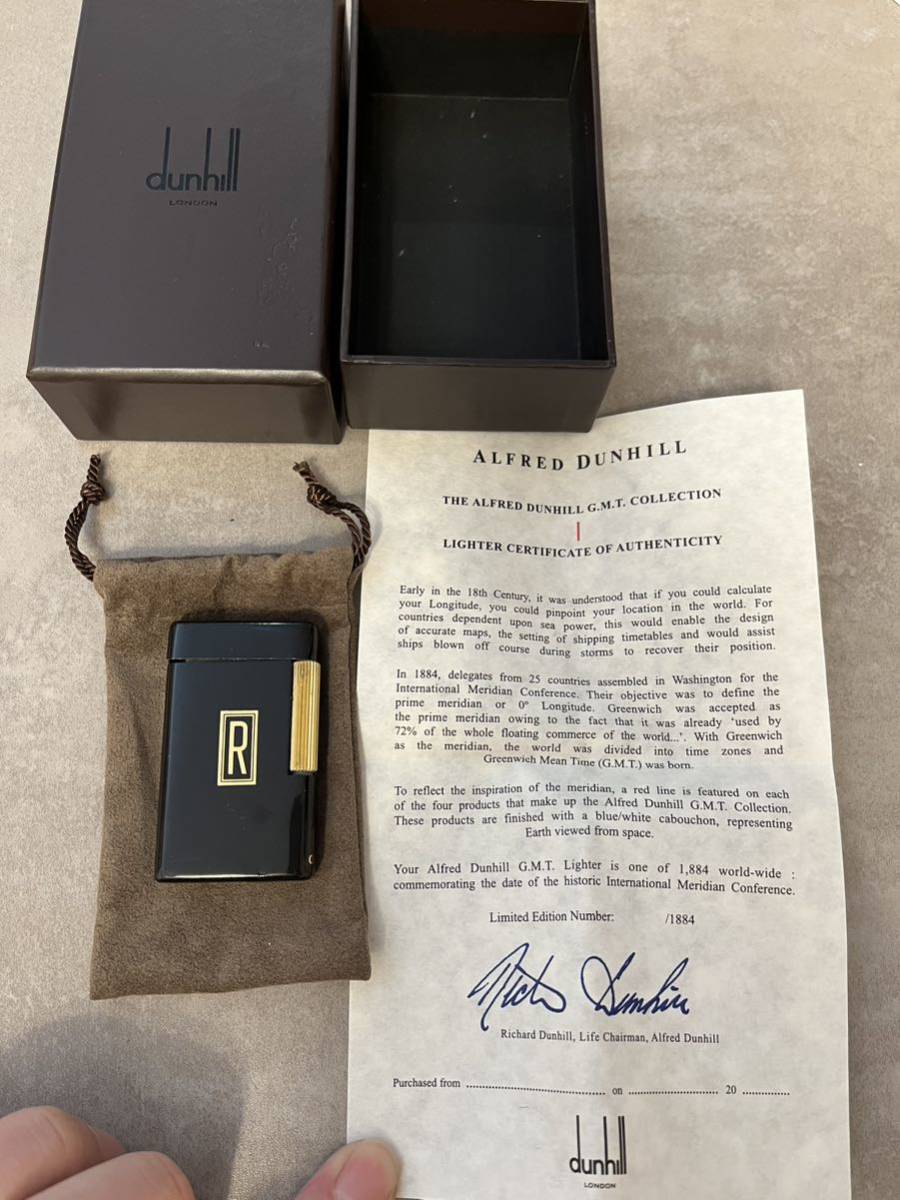 dunhill
LONDON
R
ALFRED DUNHILL
THE ALFRED DUNHILL G.M.T. COLLECTION
LIGHTER CERTIFICATE OF AUTHENTICITY
Early in the 18th Century, it was understood that if you could calculate
your Longitude, you could pinpoint your location in the world. For
countries dependent upon sea power, this would enable the design
of accurate maps, the setting of shipping timetables and would assist
ships blown off course during storms to recover their position.
In 1884, delegates from 25 countries assembled in Washington for the
International Meridian Conference. Their objective was to define the
prime meridian or 0° Longitude. Greenwich was accepted as
the prime meridian owing to the fact that it was already 'used by
72% of the whole floating commerce of the world...'. With Greenwich
as the meridian, the world was divided into time zones and
Greenwich Mean Time (G.M.T.) was born.
To reflect the inspiration of the meridian, a red line is featured on each
of the four products that make up the Alfred Dunhill G.M.T. Collection.
These products are finished with a blue/white cabouchon, representing
Earth viewed from space.
Your Alfred Dunhill G.M.T. Lighter is one of 1,884 world-wide :
commemorating the date of the historic International Meridian Conference.
Limited Edition Number: /1884
Richard Dunhill, Life Chairman, Alfred Dunhill
Purchased from ........................................ on .......................... 20 ..............
dunhill
LONDON